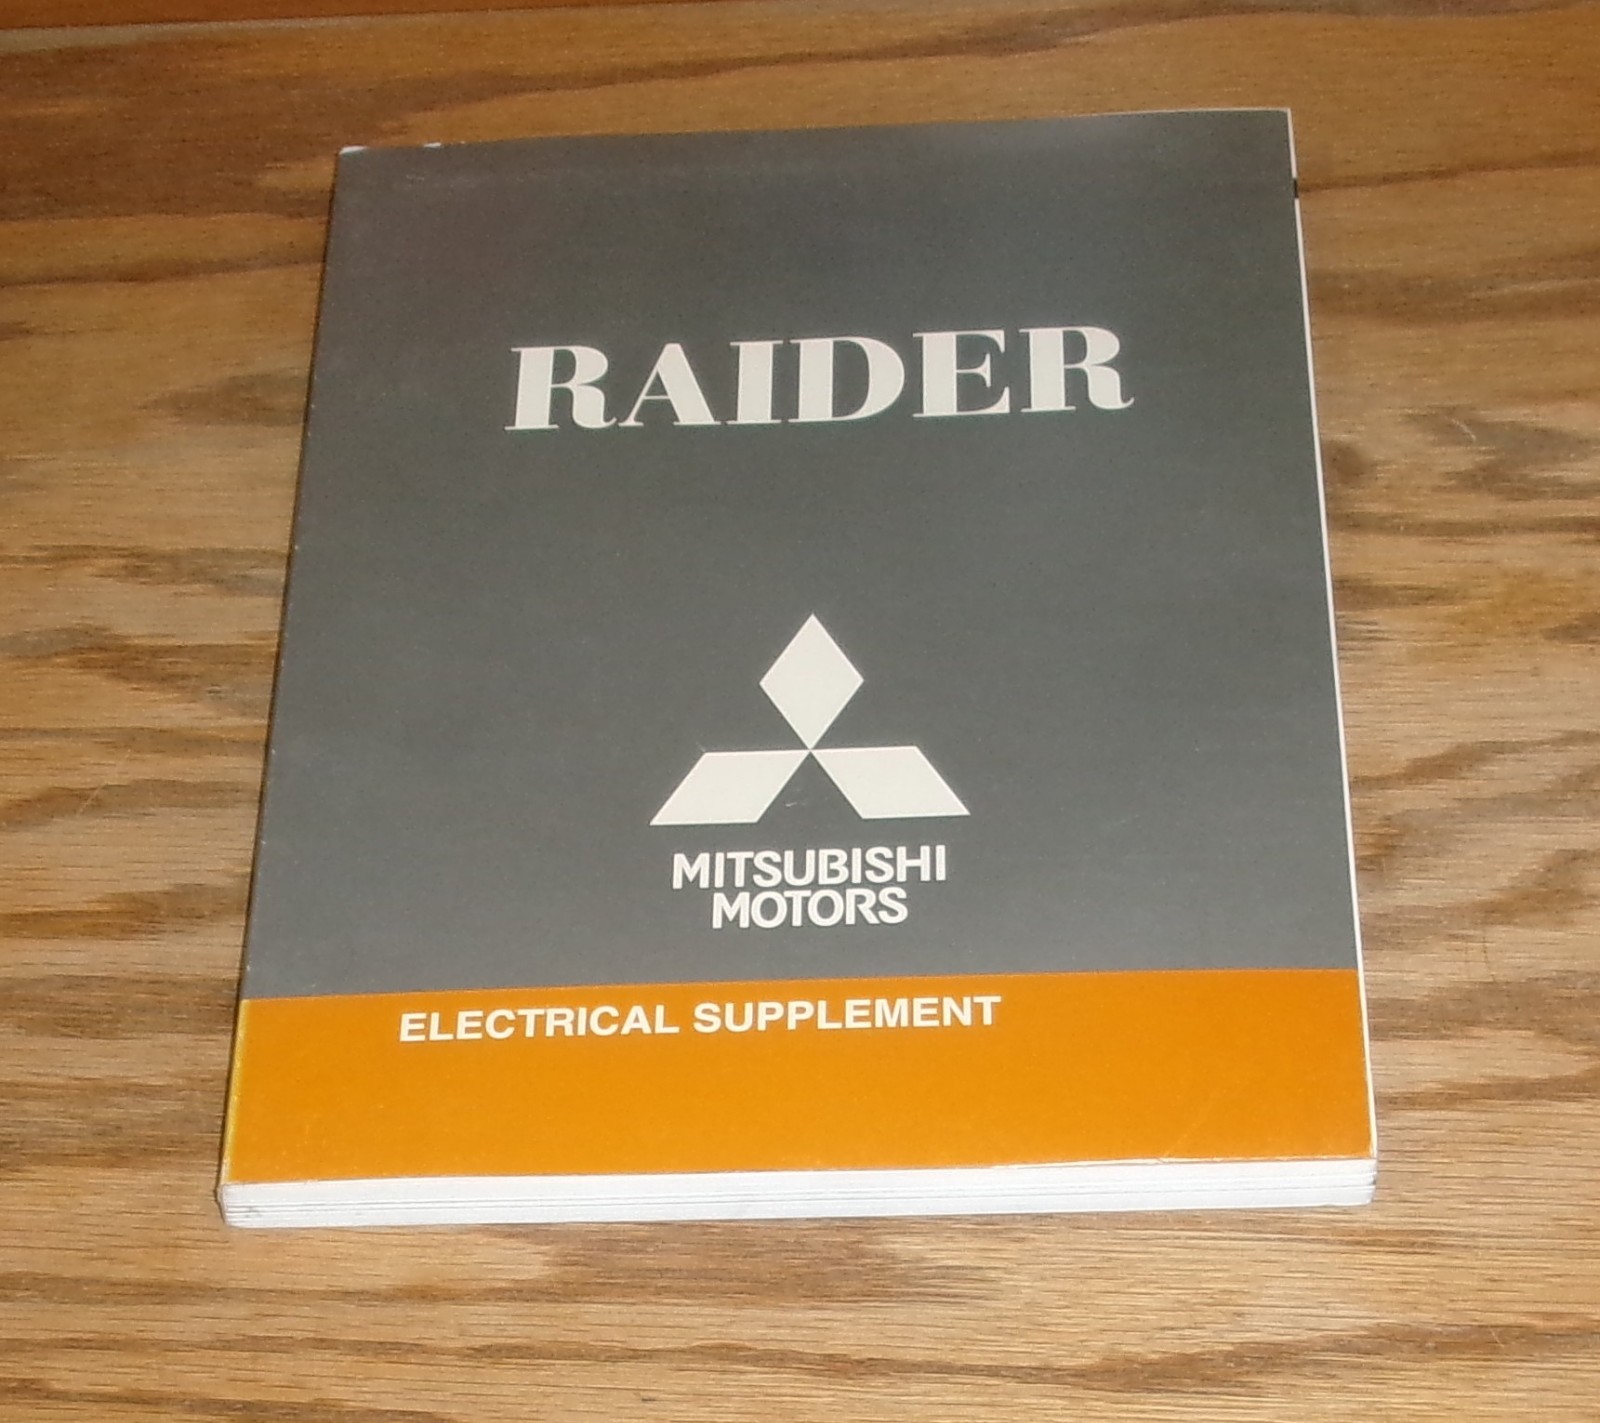 RAIDER
MITSUBISHI
MOTORS
ELECTRICAL SUPPLEMENT